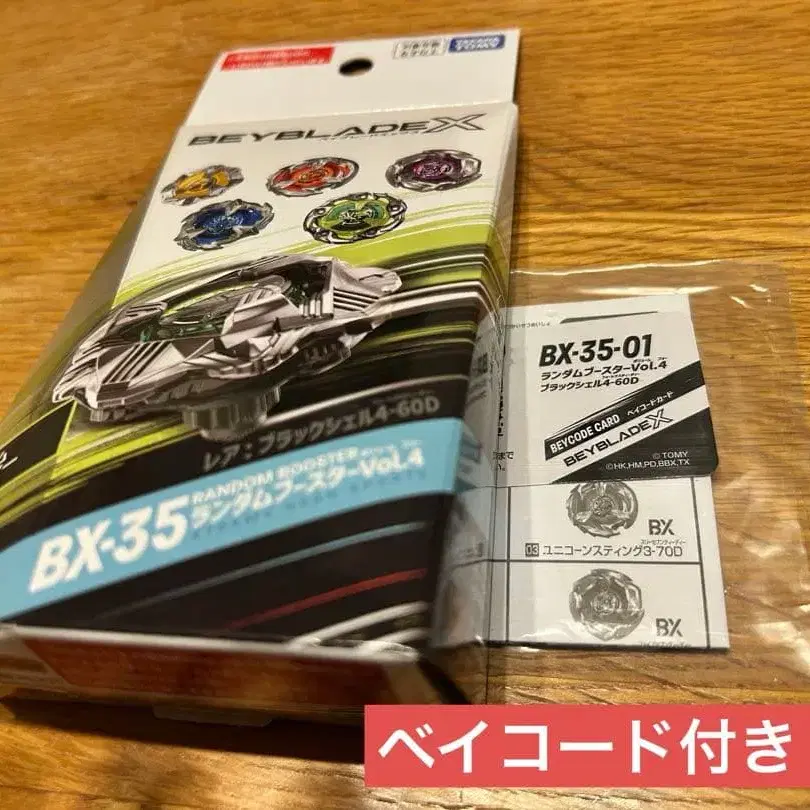 TAKARA TOMY
BEYBLADE X
レア：ブラックシェル4-60D
RANDOM BOOSTER
BX-35 ランダムブースターVol.4
BX-35-01
ランダムブースターVol.4
ブラックシェル4-60D
BEYCODE CARD ベイコードカード
BEYBLADE X
© TOMY
©HK,HM,PD,BBX,TX
BX
03 ユニコーンスティング3-70D
BX
ベイコード付き